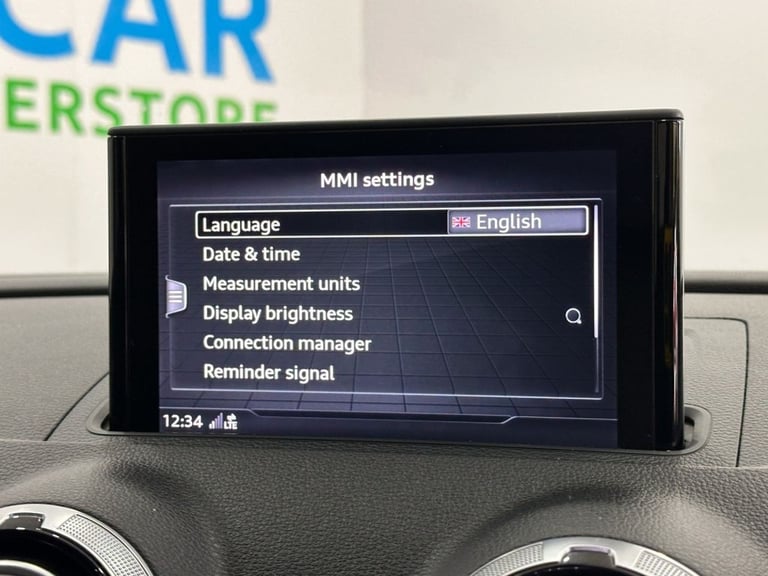 CAR
ERSTORE
MMI settings
Language English
Date & time
Measurement units
Display brightness
Connection manager
Reminder signal
12:34 LTE